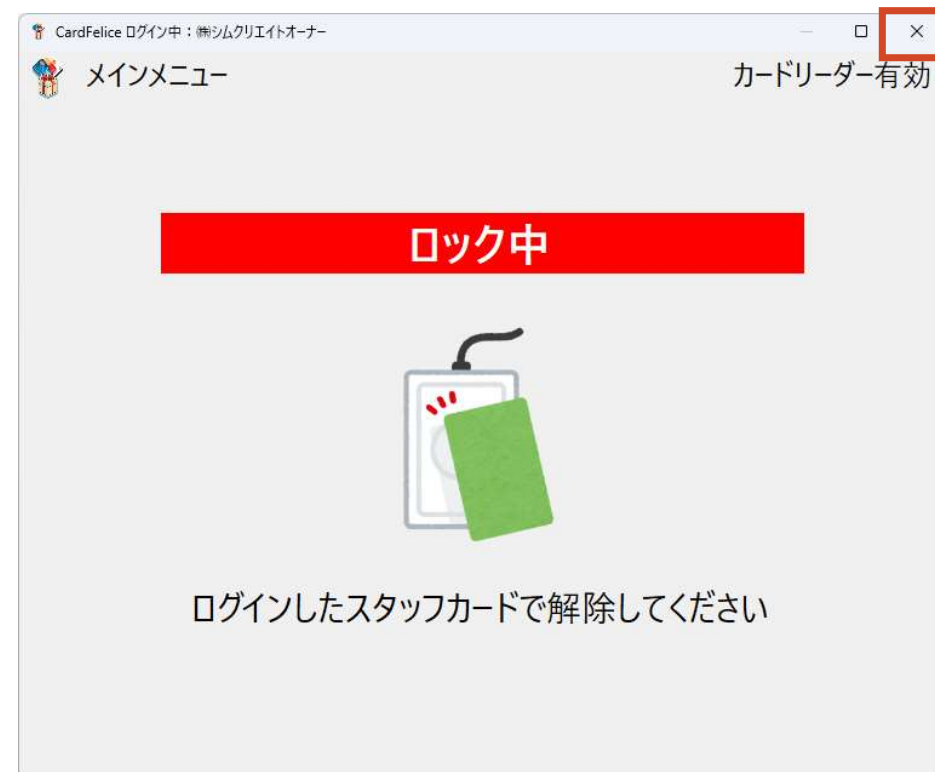 CardFelice ログイン中：㈱シムクリエイトオーナー
メインメニュー
カードリーダー有効
ロック中
ログインしたスタッフカードで解除してください